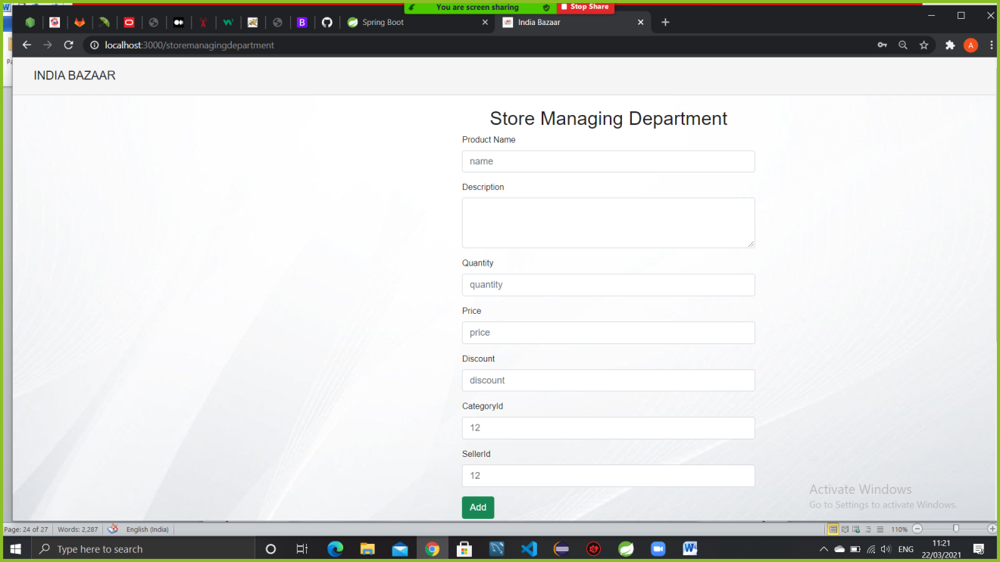 You are screen sharing
Stop Share
Spring Boot
India Bazaar
localhost:3000/storemanagingdepartment
A
INDIA BAZAAR
Store Managing Department
Product Name
name
Description
Quantity
quantity
Price
price
Discount
discount
CategoryId
12
SellerId
12
Add
Activate Windows
Go to Settings to activate Windows.
Page: 24 of 27
Words: 2,287
English (India)
110%
Type here to search
ENG
11:21
22/03/2021